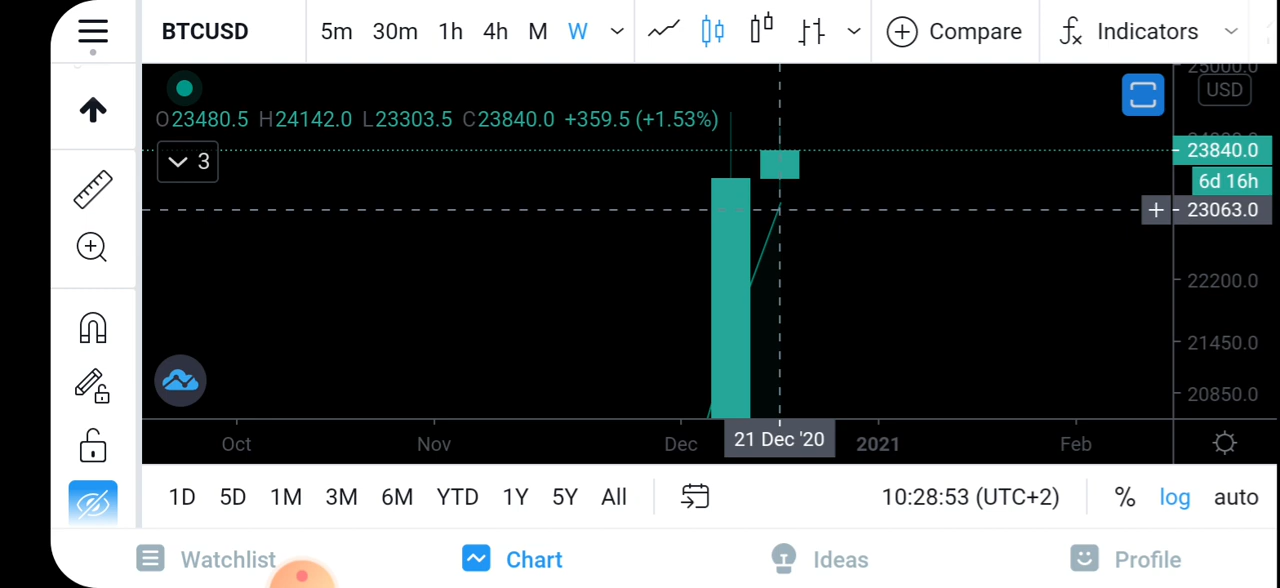 BTCUSD 5m 30m 1h 4h M W Compare Indicators
25000.0
USD
O23480.5 H24142.0 L23303.5 C23840.0 +359.5 (+1.53%)
23840.0
3
6d 16h
23063.0
22200.0
21450.0
20850.0
Oct Nov Dec 21 Dec '20 2021 Feb
1D 5D 1M 3M 6M YTD 1Y 5Y All 10:28:53 (UTC+2) % log auto
Watchlist Chart Ideas Profile